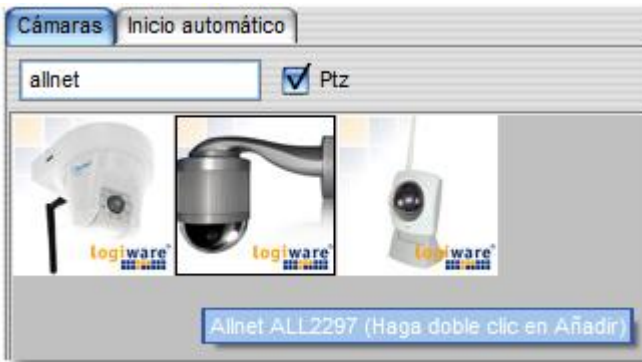 Cámaras Inicio automático
allnet Ptz
logiware logiware logiware
Allnet ALL2297 (Haga doble clic en Añadir)